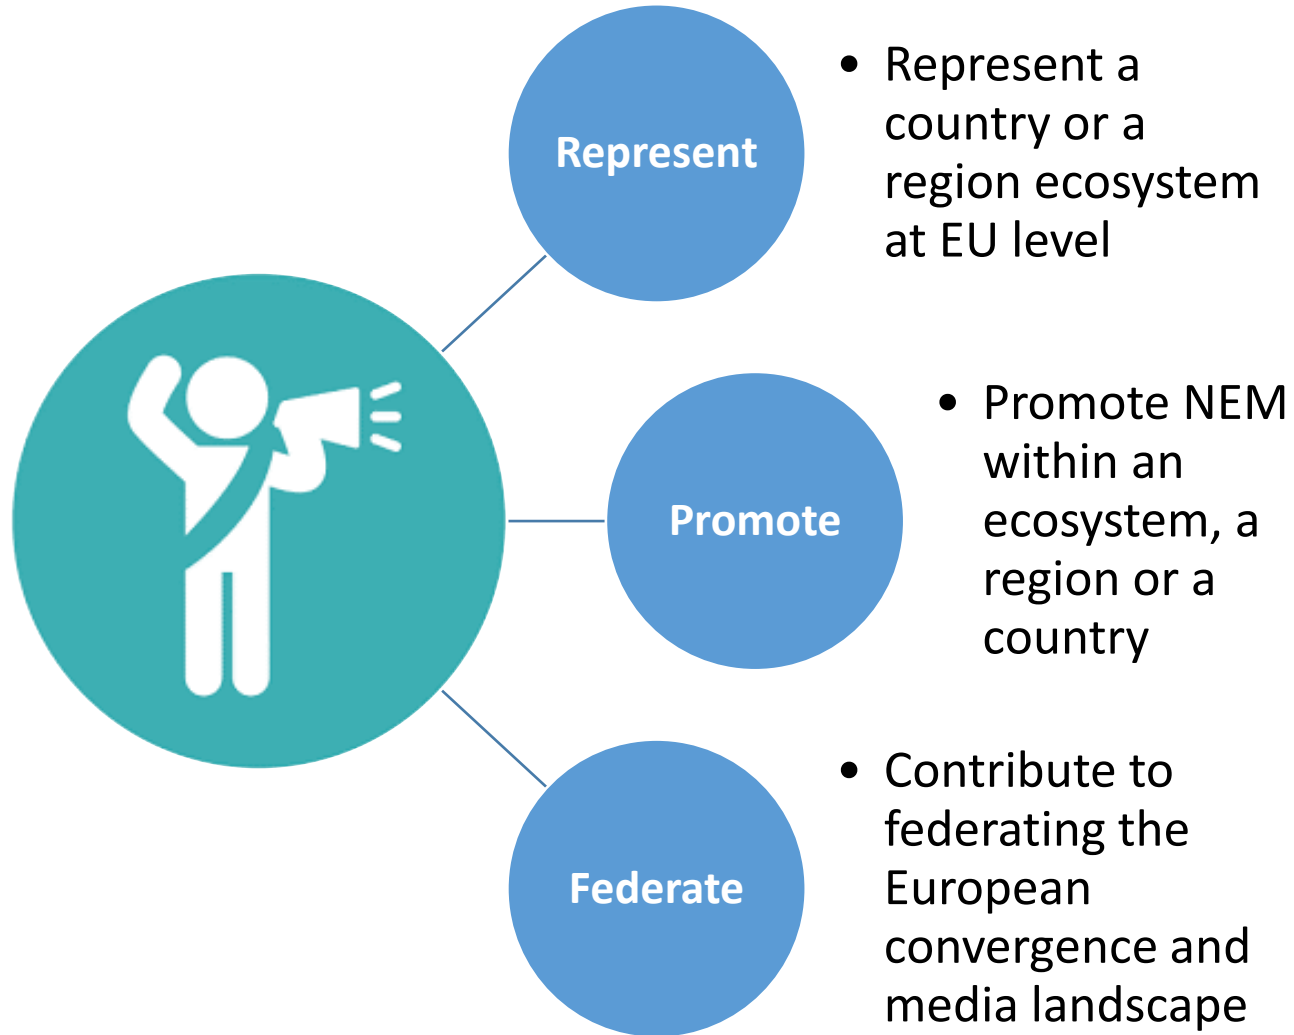 Represent
• Represent a
country or a
region ecosystem
at EU level
Promote
• Promote NEM
within an
ecosystem, a
region or a
country
Federate
• Contribute to
federating the
European
convergence and
media landscape